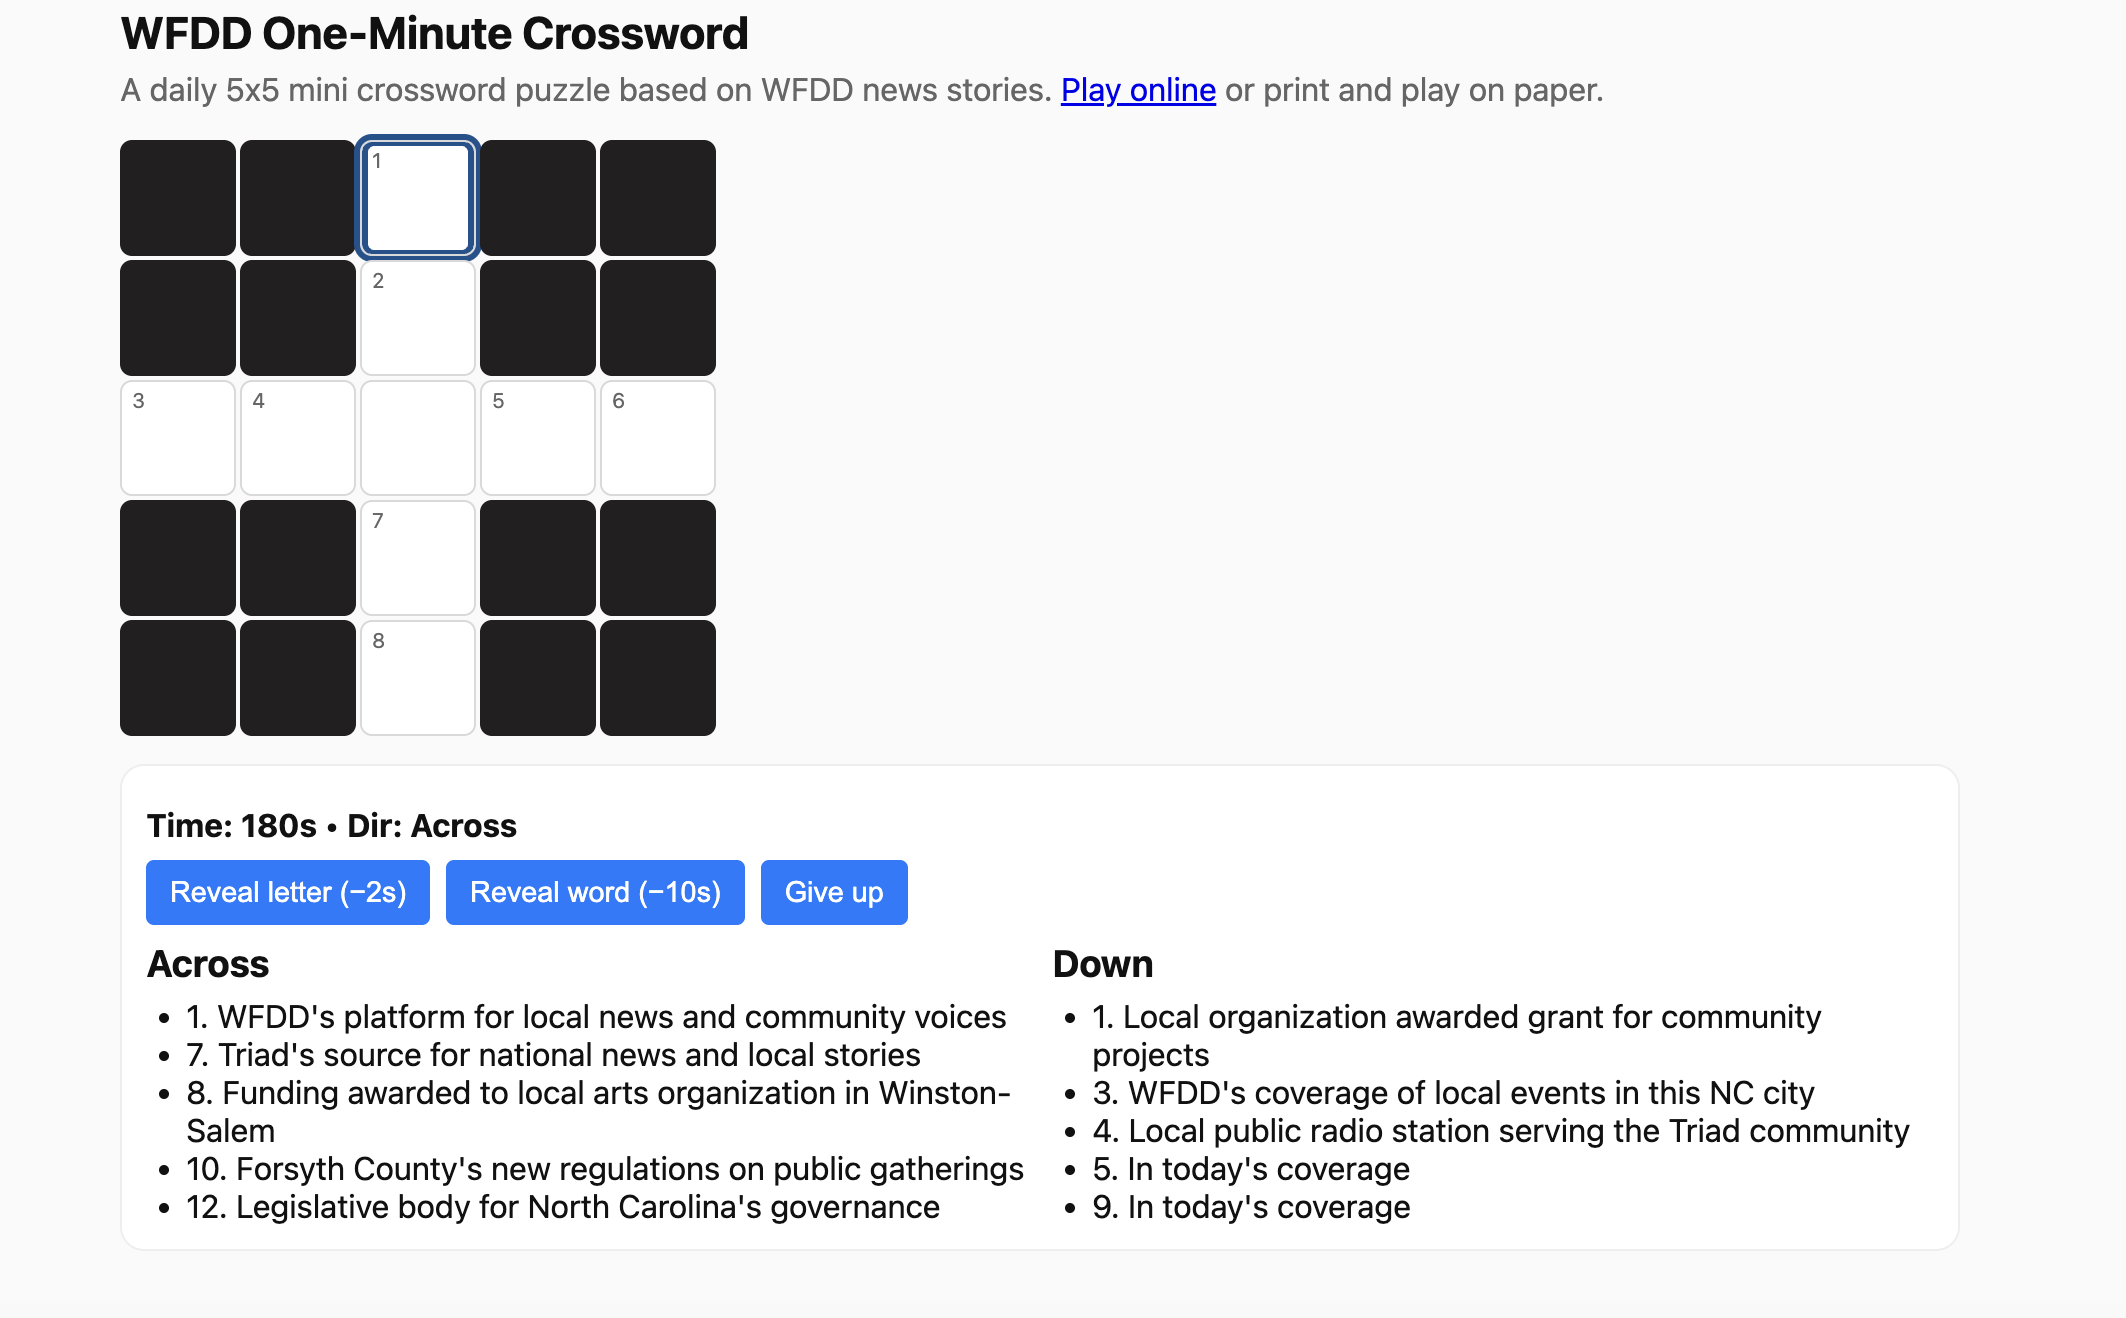 WFDD One-Minute Crossword
A daily 5x5 mini crossword puzzle based on WFDD news stories. Play online or print and play on paper.
1
2
3 4 5 6
7
8
Time: 180s • Dir: Across
Reveal letter (−2s) Reveal word (−10s) Give up
Across
• 1. WFDD's platform for local news and community voices
• 7. Triad's source for national news and local stories
• 8. Funding awarded to local arts organization in Winston-
Salem
• 10. Forsyth County's new regulations on public gatherings
• 12. Legislative body for North Carolina's governance
Down
• 1. Local organization awarded grant for community
projects
• 3. WFDD's coverage of local events in this NC city
• 4. Local public radio station serving the Triad community
• 5. In today's coverage
• 9. In today's coverage